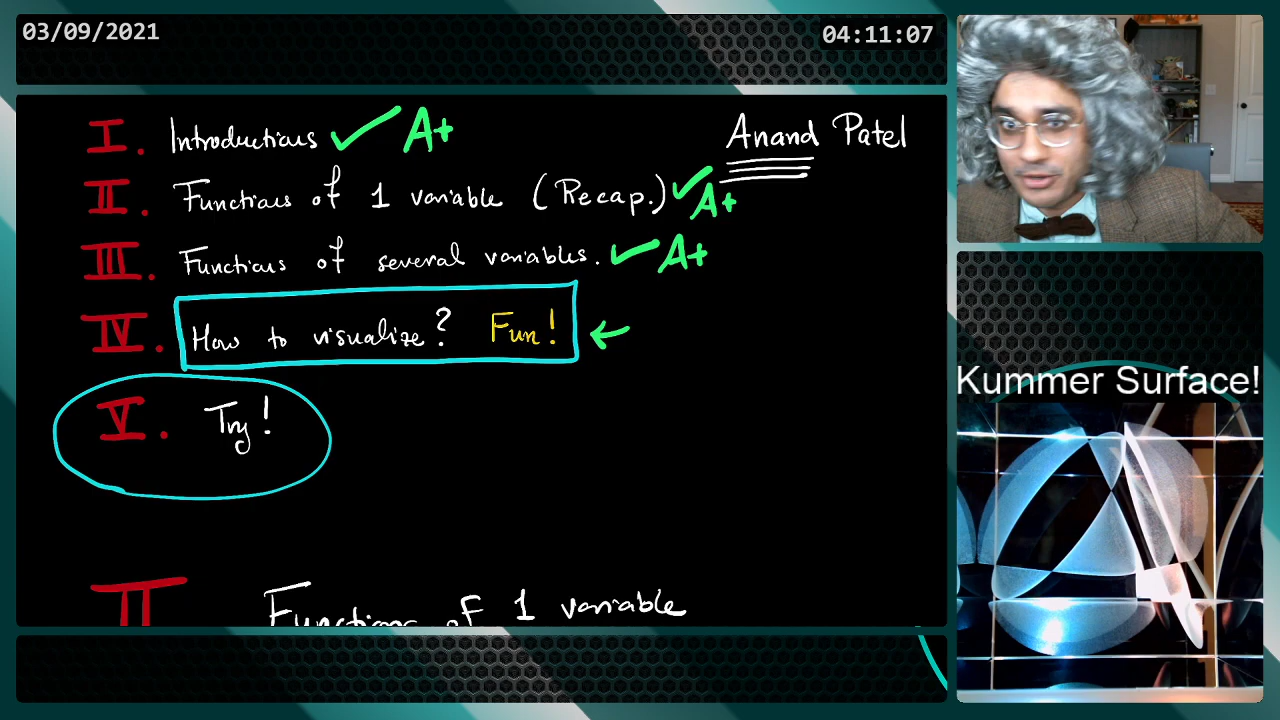 03/09/2021
04:11:07
I. Introductions A+
Anand Patel
II. Functions of 1 variable (Recap.) A+
III. Functions of several variables. A+
IV. How to visualize? Fun!
V. Try!
II Functions of 1 variable
Kummer Surface!